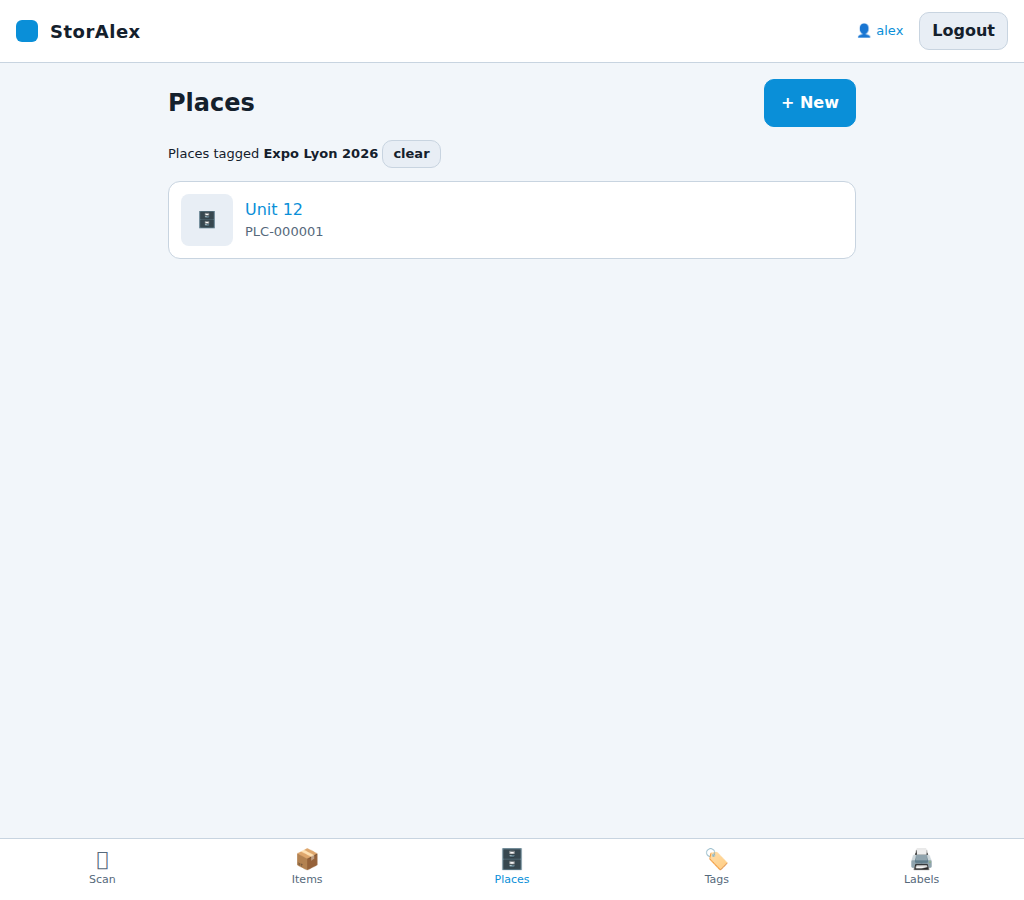 StorAlex
alex
Logout
Places
+ New
Places tagged Expo Lyon 2026 clear
Unit 12
PLC-000001
Scan
Items
Places
Tags
Labels